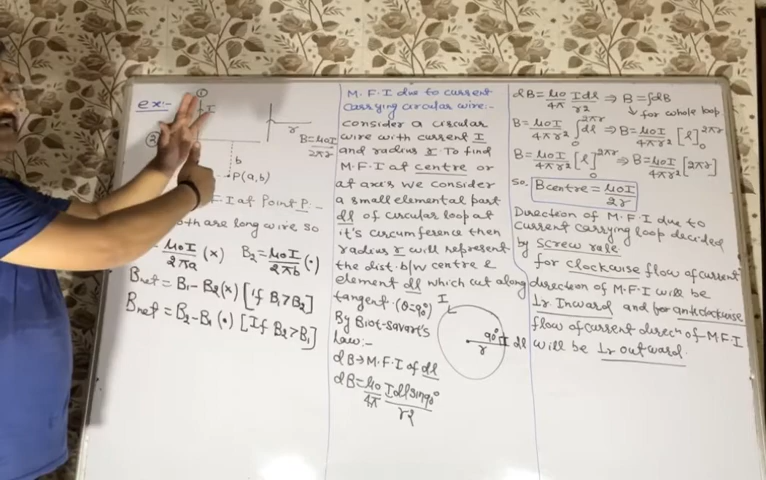 ex:-
①
I
②
r
B=μ0I/2πr
b
P(a,b)
F.I at Point P.-
oth are long wire so
μ0I/2πa (x) B2=μ0I/2πb (•)
Bnet = B1-B2(x) [if B1>B2]
Bnet = B2-B1 (•) [If B2>B1]
M.F.I due to current
carrying circular wire:-
consider a circular
wire with current I
and radius r. To find
M.F.I at centre or
at axis we consider
a small elemental part
dl of circular loop at
it's circumference then
radius r will represent
the dist. b/w centre &
element dl which cut along
tangent. (θ=90°)
By Biot-savart's
Law:-
dB→M.F.I of dl
dB=μ0/4π Idlsin90°/r2
I
90°
r
dl
dB=μ0/4π Idl/r2 ⇒ B=∫dB
↓ for whole loop
B=μ0I/4πr2 ∫0 2πr dl ⇒ B=μ0I/4πr2 [l]0 2πr
B=μ0I/4πr2 [l]0 2πr ⇒ B=μ0I/4πr2 [2πr]
so, Bcentre = μ0I/2r
Direction of M.F.I due to
current carrying loop decided
by screw rule
for clockwise flow of current
direction of M.F.I will be
⊥r Inward and for anticlockwise
flow of current direcn of M.F.I
will be ⊥r outward.